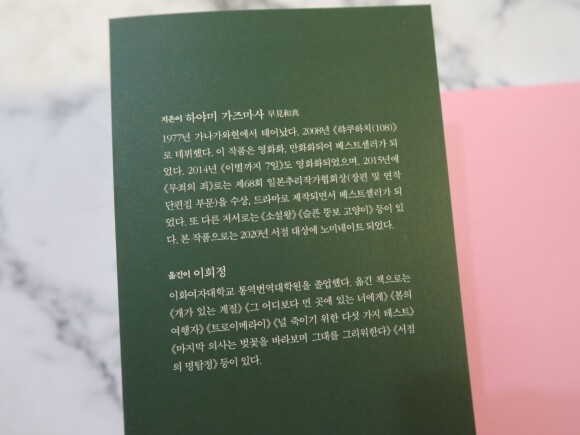 지은이 하야미 가즈마사 早見和真
1977년 가나가와현에서 태어났다. 2008년 《하쿠하치(108)》
로 데뷔했다. 이 작품은 영화화, 만화화되어 베스트셀러가 되
었다. 2014년 《이별까지 7일》도 영화화되었으며, 2015년에
《무죄의 죄》로는 제68회 일본추리작가협회상(장편 및 연작
단편집 부문)을 수상, 드라마로 제작되면서 베스트셀러가 되
었다. 또 다른 저서로는 《소설왕》 《슬픈 뚱보 고양이》 등이 있
다. 본 작품으로는 2020년 서점 대상에 노미네이트 되었다.
옮긴이 이희정
이화여자대학교 통역번역대학원을 졸업했다. 옮긴 책으로는
《개가 있는 계절》 《그 어디보다 먼 곳에 있는 너에게》 《봄의
여행자》 《트로이메라이》 《널 죽이기 위한 다섯 가지 테스트》
《마지막 의사는 벚꽃을 바라보며 그대를 그리워한다》 《서점
의 명탐정》 등이 있다.